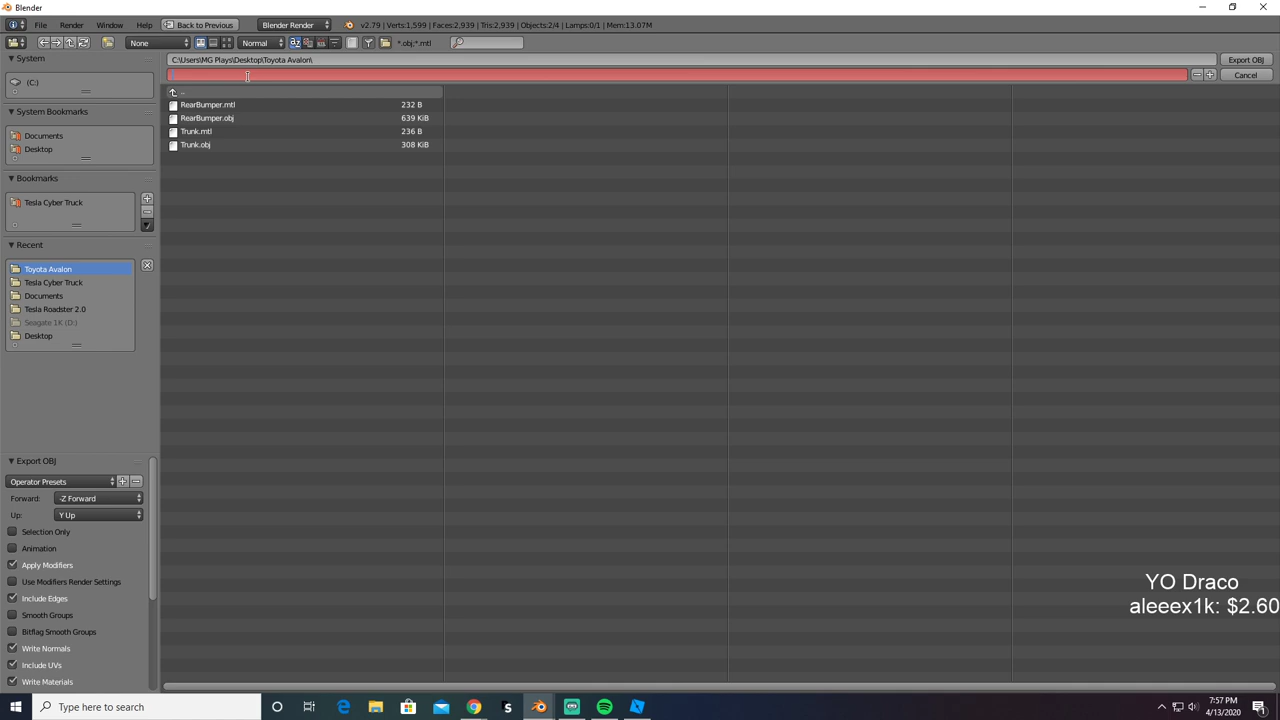 Blender
File Render Window Help Back to Previous Blender Render v2.79 | Verts:1,599 | Faces:2,939 | Tris:2,939 | Objects:2/4 | Lamps:0/1 | Mem:13.07M
None Normal *.obj;*.mtl
System
(C:)
System Bookmarks
Documents
Desktop
Bookmarks
Tesla Cyber Truck
Recent
Toyota Avalon
Tesla Cyber Truck
Documents
Tesla Roadster 2.0
Seagate 1K (D:)
Desktop
Export OBJ
Operator Presets
Forward: -Z Forward
Up: Y Up
Selection Only
Animation
Apply Modifiers
Use Modifiers Render Settings
Include Edges
Smooth Groups
Bitflag Smooth Groups
Write Normals
Include UVs
Write Materials
C:\Users\MG Plays\Desktop\Toyota Avalon\ Export OBJ
Cancel
..
RearBumper.mtl 232 B
RearBumper.obj 639 KiB
Trunk.mtl 236 B
Trunk.obj 308 KiB
YO Draco
aleeex1k: $2.60
Type here to search
7:57 PM
4/13/2020
1